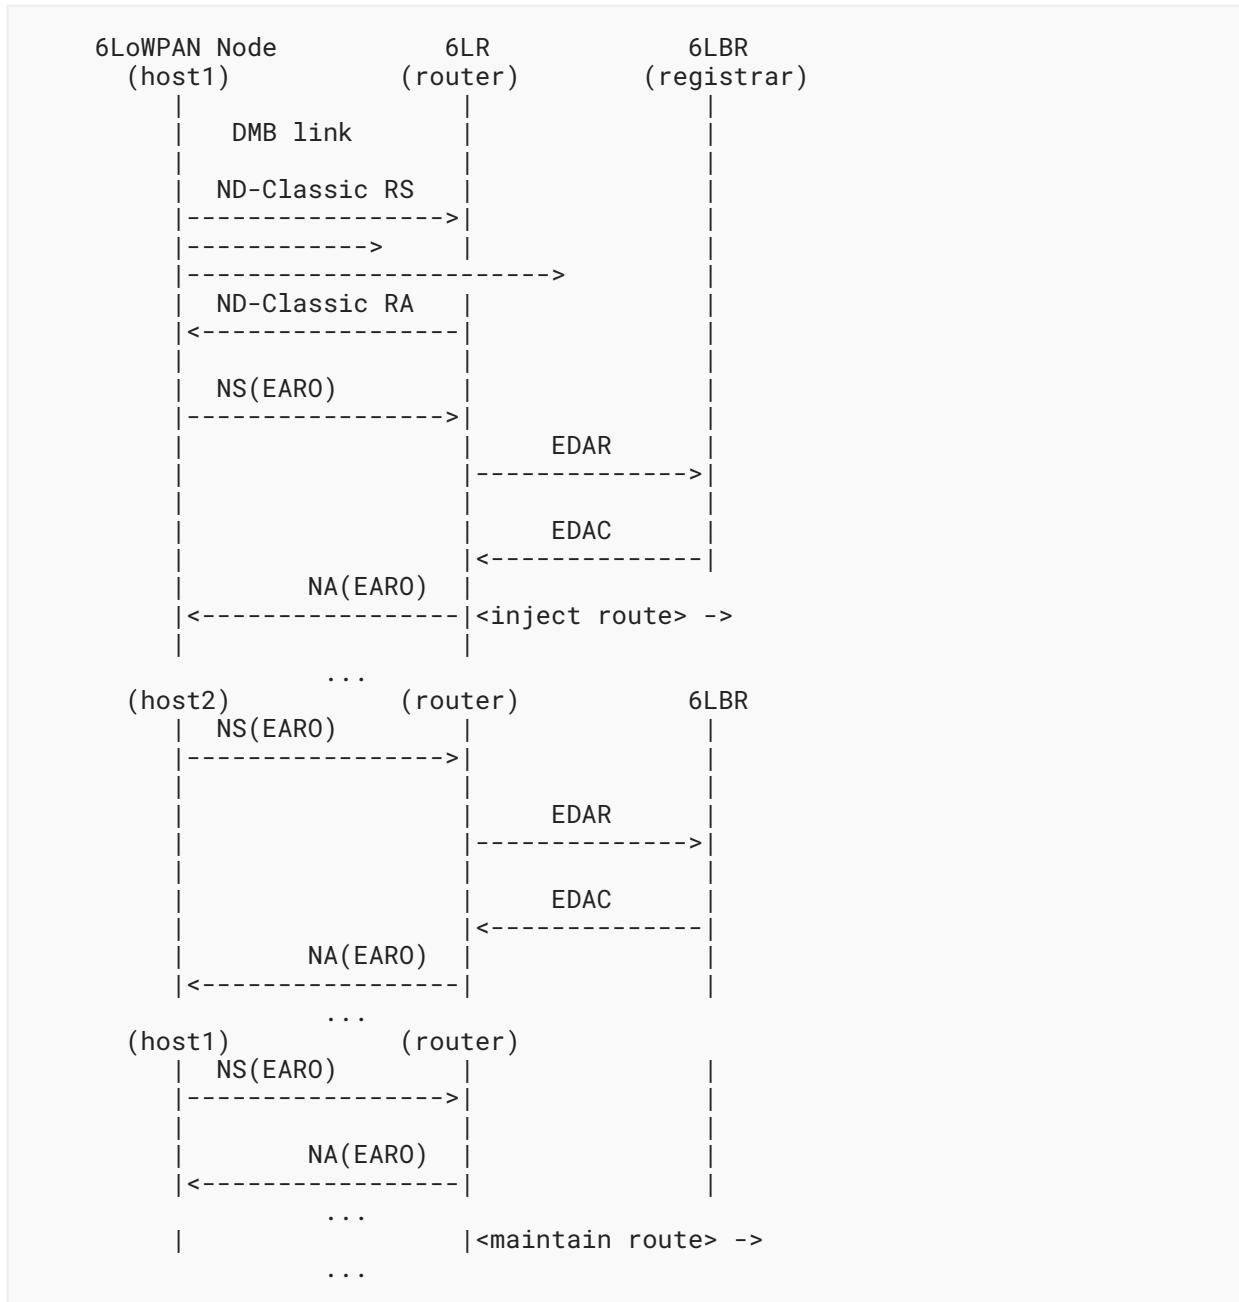 6LoWPAN Node           6LR            6LBR
  (host1)           (router)        (registrar)
     |                  |               |
     |   DMB link       |               |
     |                  |               |
     |  ND-Classic RS   |               |
     |----------------->|               |
     |------------>     |               |
     |------------------------>         |
     |  ND-Classic RA   |               |
     |<-----------------|               |
     |                  |               |
     |  NS(EARO)        |               |
     |----------------->|               |
     |                  |     EDAR      |
     |                  |-------------->|
     |                  |               |
     |                  |     EDAC      |
     |                  |<--------------|
     |        NA(EARO)  |
     |<-----------------|<inject route> ->
     |                  |
              ...
  (host2)           (router)           6LBR
     |  NS(EARO)        |               |
     |----------------->|               |
     |                  |               |
     |                  |     EDAR      |
     |                  |-------------->|
     |                  |               |
     |                  |     EDAC      |
     |                  |<--------------|
     |        NA(EARO)  |               |
     |<-----------------|               |
              ...
  (host1)           (router)
     |  NS(EARO)        |               |
     |----------------->|               |
     |                  |               |
     |        NA(EARO)  |               |
     |<-----------------|               |
              ...
     |                  |<maintain route> ->
              ...